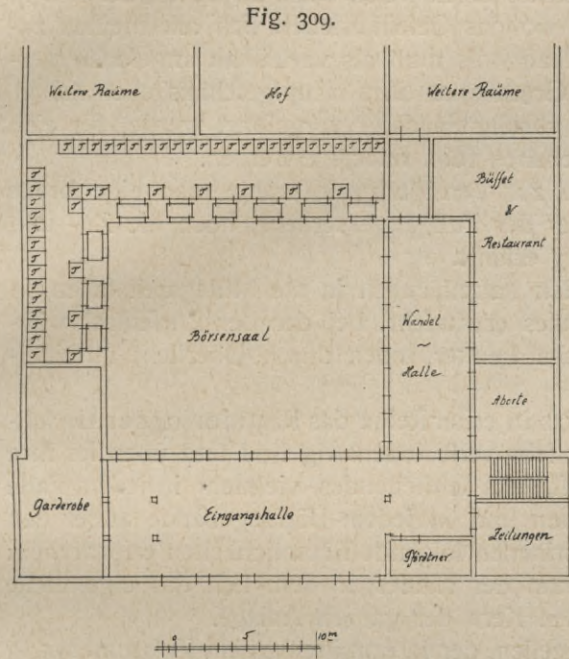 Fig. 309.
Weitere Räume
Hof
Weitere Räume
T T T T T T T T T T T T T T T T T T T T T T T T
T T T T T T T T T T T T T T T
T T T T T T T T
T
T
T
T
Büffet
&
Restaurant
Börsensaal
Wandel
~
Halle
Aborte
Garderobe
Eingangshalle
Pförtner
Zeitungen
0 5 10 m